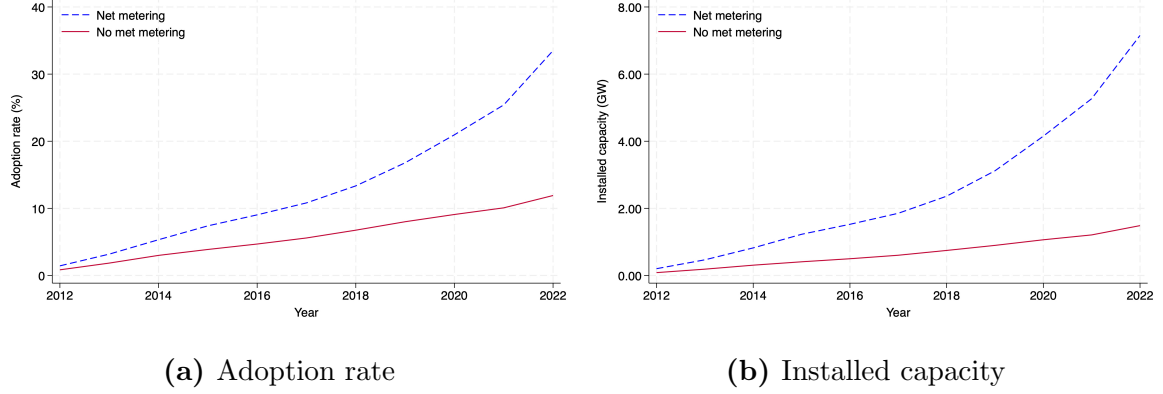 40
30
20
10
0
Adoption rate (%)
Net metering
No met metering
2012 2014 2016 2018 2020 2022
Year
(a) Adoption rate
8.00
6.00
4.00
2.00
0.00
Installed capacity (GW)
Net metering
No met metering
2012 2014 2016 2018 2020 2022
Year
(b) Installed capacity